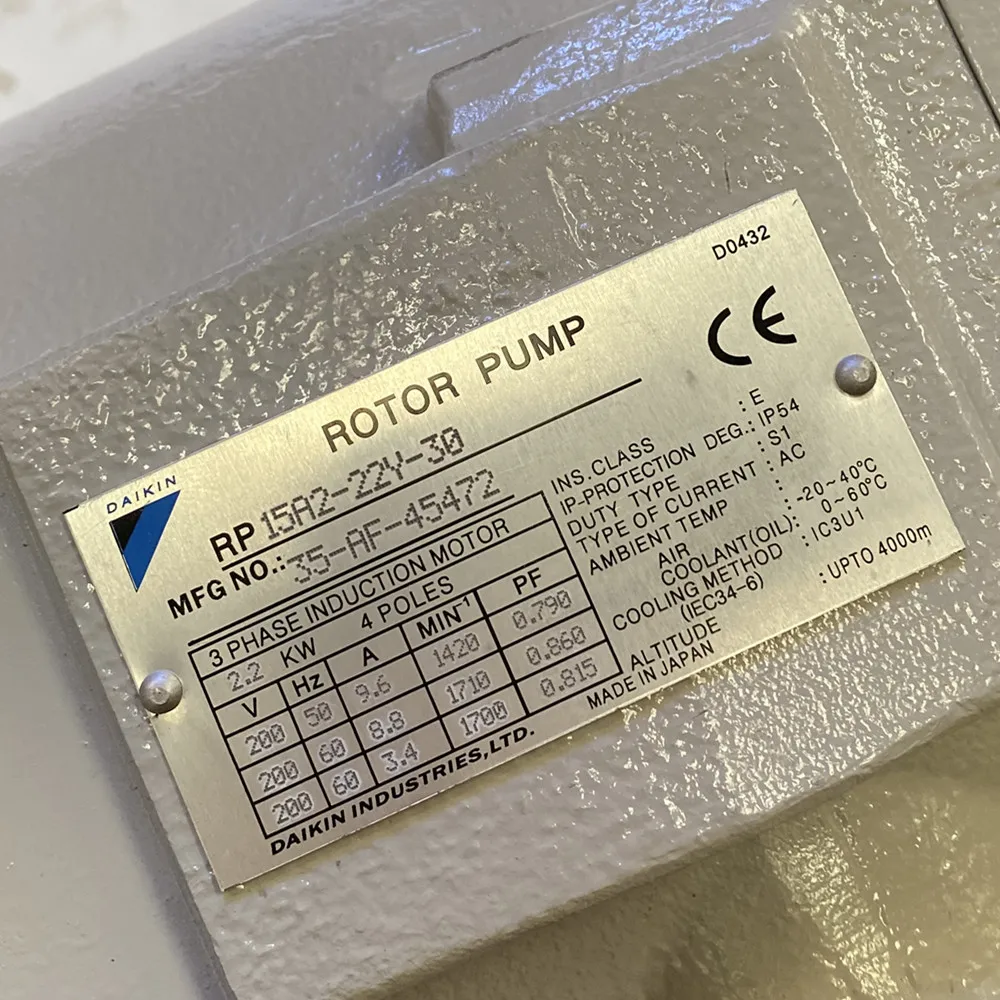 D0432
ROTOR PUMP
CE
DAIKIN
RP 15A2-22Y-30
MFG NO.: 35-AF-45472
3 PHASE INDUCTION MOTOR
2.2 KW 4 POLES
V Hz A MIN⁻¹ PF
200 50 9.6 1420 0.790
200 60 8.8 1710 0.860
200 60 3.4 1700 0.815
DAIKIN INDUSTRIES,LTD.
INS. CLASS : E
IP-PROTECTION DEG.: IP54
DUTY TYPE : S1
TYPE OF CURRENT : AC
AMBIENT TEMP
AIR : -20~40°C
COOLANT(OIL): 0~60°C
COOLING METHOD : IC3U1
(IEC34-6)
ALTITUDE : UPTO 4000m
MADE IN JAPAN